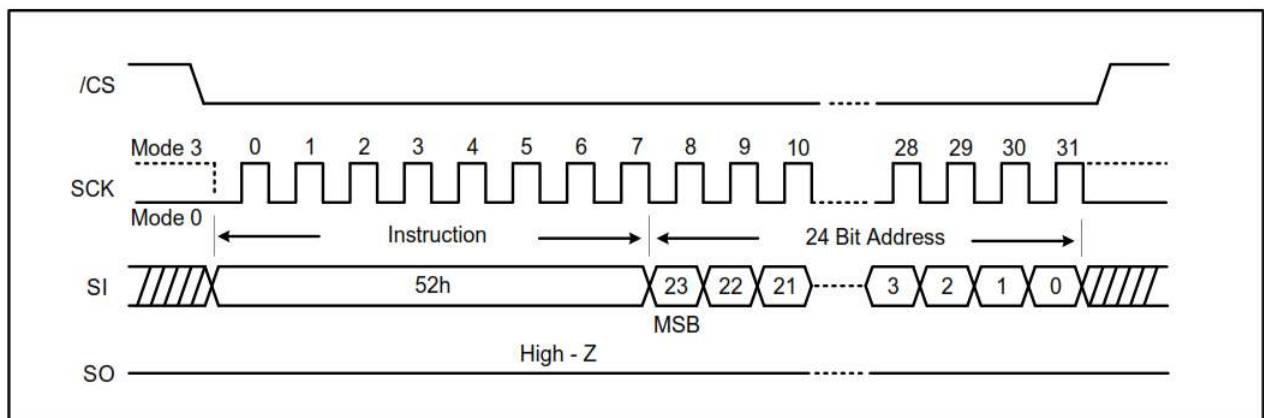 /CS
Mode 3 0 1 2 3 4 5 6 7 8 9 10 28 29 30 31
SCK
Mode 0
Instruction 24 Bit Address
SI 52h 23 22 21 3 2 1 0
MSB
High - Z
SO